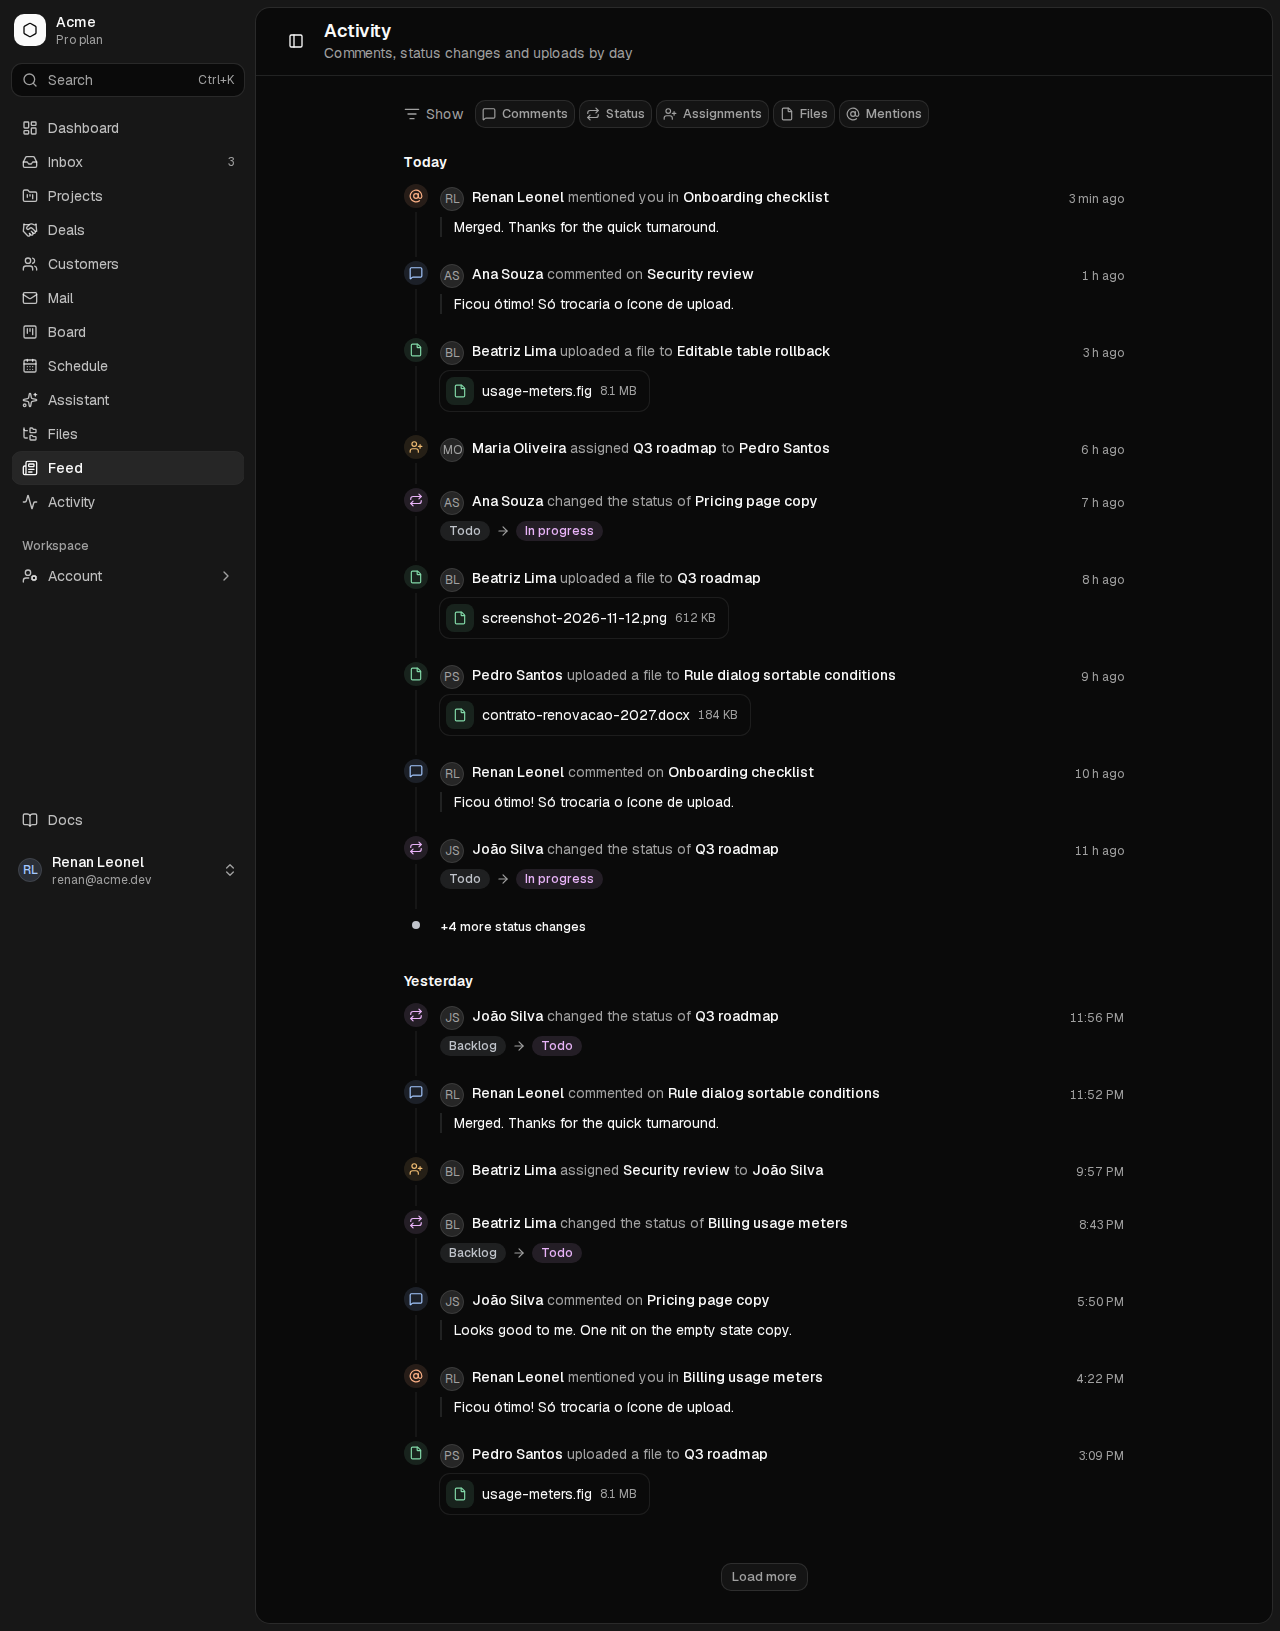 Acme
Pro plan
Search Ctrl+K
Dashboard
Inbox 3
Projects
Deals
Customers
Mail
Board
Schedule
Assistant
Files
Feed
Activity
Workspace
Account
Docs
RL Renan Leonel
renan@acme.dev
Activity
Comments, status changes and uploads by day
Show Comments Status Assignments Files Mentions
Today
RL Renan Leonel mentioned you in Onboarding checklist 3 min ago
Merged. Thanks for the quick turnaround.
AS Ana Souza commented on Security review 1 h ago
Ficou ótimo! Só trocaria o ícone de upload.
BL Beatriz Lima uploaded a file to Editable table rollback 3 h ago
usage-meters.fig 8.1 MB
MO Maria Oliveira assigned Q3 roadmap to Pedro Santos 6 h ago
AS Ana Souza changed the status of Pricing page copy 7 h ago
Todo → In progress
BL Beatriz Lima uploaded a file to Q3 roadmap 8 h ago
screenshot-2026-11-12.png 612 KB
PS Pedro Santos uploaded a file to Rule dialog sortable conditions 9 h ago
contrato-renovacao-2027.docx 184 KB
RL Renan Leonel commented on Onboarding checklist 10 h ago
Ficou ótimo! Só trocaria o ícone de upload.
JS João Silva changed the status of Q3 roadmap 11 h ago
Todo → In progress
+4 more status changes
Yesterday
JS João Silva changed the status of Q3 roadmap 11:56 PM
Backlog → Todo
RL Renan Leonel commented on Rule dialog sortable conditions 11:52 PM
Merged. Thanks for the quick turnaround.
BL Beatriz Lima assigned Security review to João Silva 9:57 PM
BL Beatriz Lima changed the status of Billing usage meters 8:43 PM
Backlog → Todo
JS João Silva commented on Pricing page copy 5:50 PM
Looks good to me. One nit on the empty state copy.
RL Renan Leonel mentioned you in Billing usage meters 4:22 PM
Ficou ótimo! Só trocaria o ícone de upload.
PS Pedro Santos uploaded a file to Q3 roadmap 3:09 PM
usage-meters.fig 8.1 MB
Load more